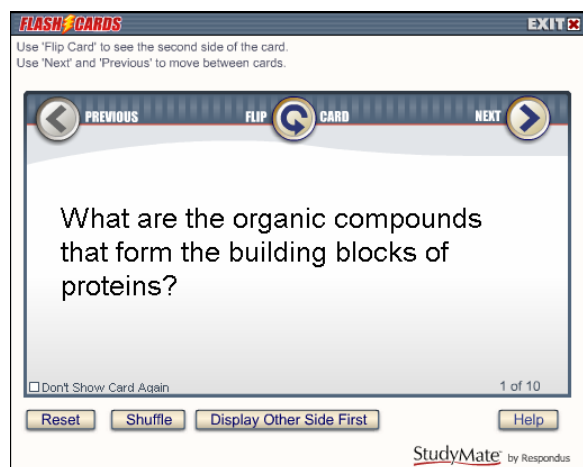 FLASH CARDS
EXIT
Use 'Flip Card' to see the second side of the card.
Use 'Next' and 'Previous' to move between cards.
PREVIOUS FLIP CARD NEXT
What are the organic compounds
that form the building blocks of
proteins?
Don't Show Card Again 1 of 10
Reset Shuffle Display Other Side First Help
StudyMate by Respondus